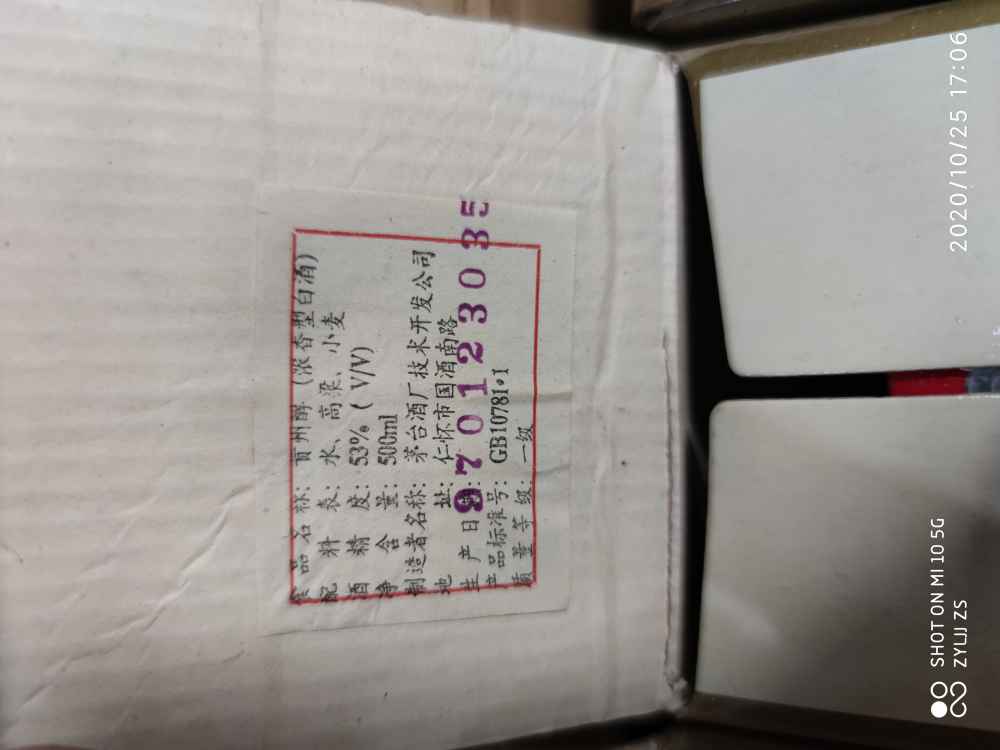 食品名称：贡州醇（浓香型白酒）
配料表：水、高粱、小麦
酒精度：53%（V/V）
净含量：500ml
制造者名称：茅台酒厂技术开发公司
地址：仁怀市国酒南路
生产日期：970123035
产品标准号：GB10781•1
质量等级：一级
2020/10/25 17:06
SHOT ON MI 10 5G
ZYLJJ ZS